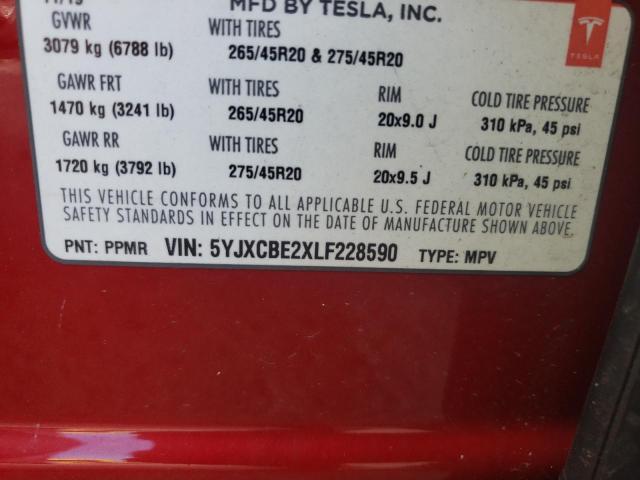 MFD BY TESLA, INC.
GVWR WITH TIRES
3079 kg (6788 lb) 265/45R20 & 275/45R20
TESLA
GAWR FRT WITH TIRES RIM COLD TIRE PRESSURE
1470 kg (3241 lb) 265/45R20 20x9.0 J 310 kPa, 45 psi
GAWR RR WITH TIRES RIM COLD TIRE PRESSURE
1720 kg (3792 lb) 275/45R20 20x9.5 J 310 kPa, 45 psi
THIS VEHICLE CONFORMS TO ALL APPLICABLE U.S. FEDERAL MOTOR VEHICLE
SAFETY STANDARDS IN EFFECT ON THE DATE OF MANUFACTURE SHOWN ABOVE.
PNT: PPMR VIN: 5YJXCBE2XLF228590 TYPE: MPV